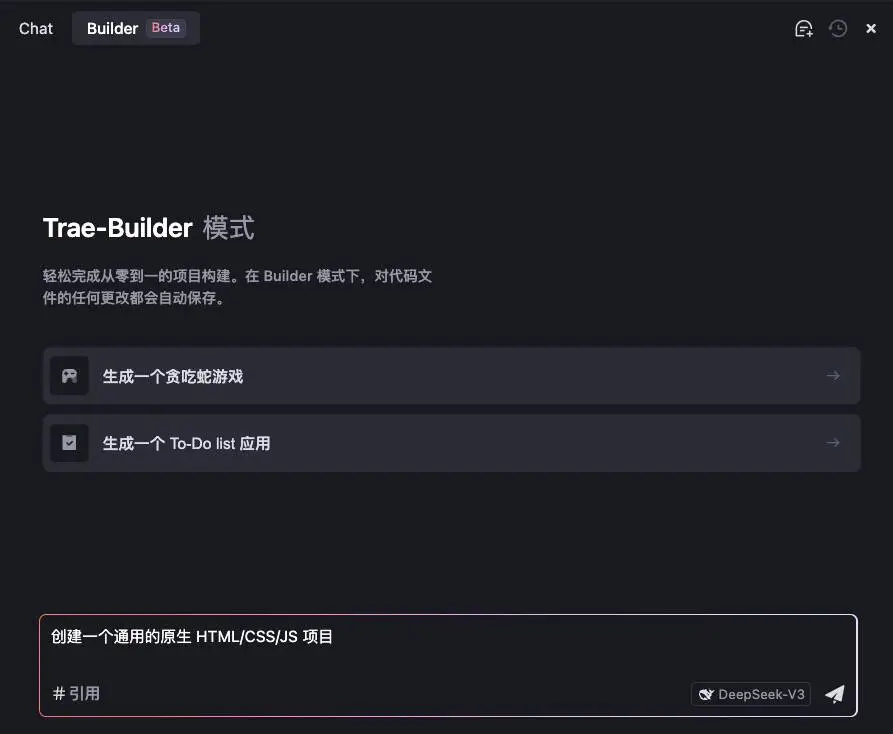 Chat
Builder Beta
Trae-Builder 模式
轻松完成从零到一的项目构建。在 Builder 模式下，对代码文
件的任何更改都会自动保存。
生成一个贪吃蛇游戏
生成一个 To-Do list 应用
创建一个通用的原生 HTML/CSS/JS 项目
# 引用
DeepSeek-V3